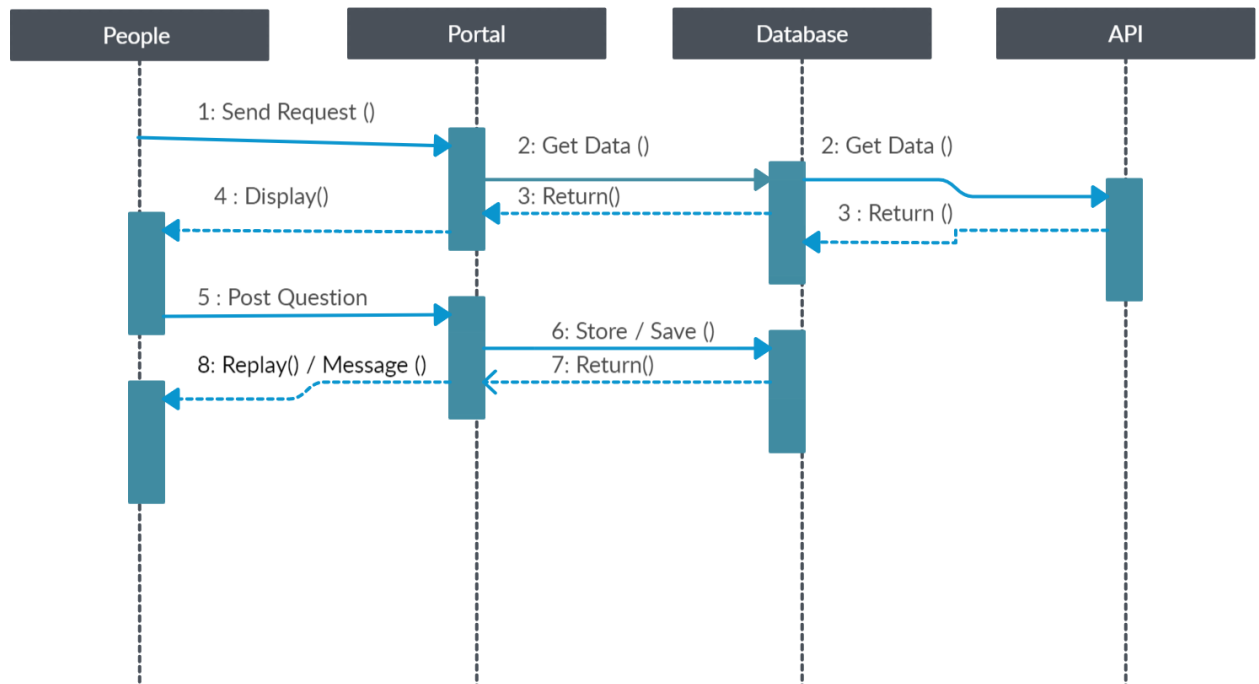 People
Portal
Database
API
1: Send Request ()
2: Get Data ()
2: Get Data ()
4 : Display()
3: Return()
3 : Return ()
5 : Post Question
6: Store / Save ()
8: Replay() / Message ()
7: Return()